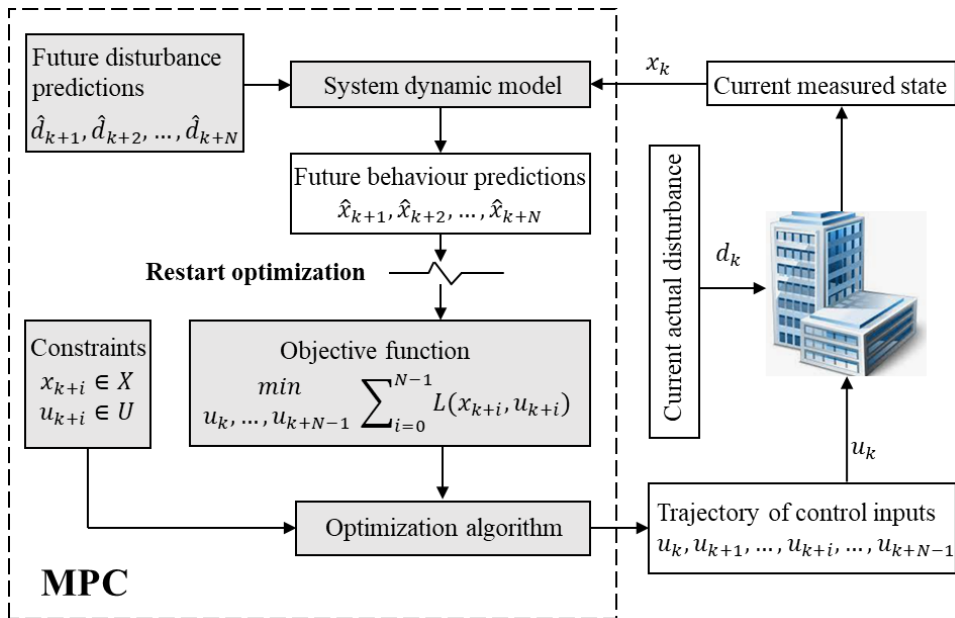 Future disturbance
predictions
d̂ₖ₊₁, d̂ₖ₊₂, …, d̂ₖ₊N
System dynamic model
xₖ
Current measured state
Future behaviour predictions
x̂ₖ₊₁, x̂ₖ₊₂, …, x̂ₖ₊N
Restart optimization
Current actual disturbance
dₖ
Constraints
xₖ₊ᵢ ∈ X
uₖ₊ᵢ ∈ U
Objective function
min
uₖ, …, uₖ₊N₋₁ ∑ᵢ₌₀ᴺ⁻¹ L(xₖ₊ᵢ, uₖ₊ᵢ)
uₖ
Optimization algorithm
Trajectory of control inputs
uₖ, uₖ₊₁, …, uₖ₊ᵢ, …, uₖ₊N₋₁
MPC